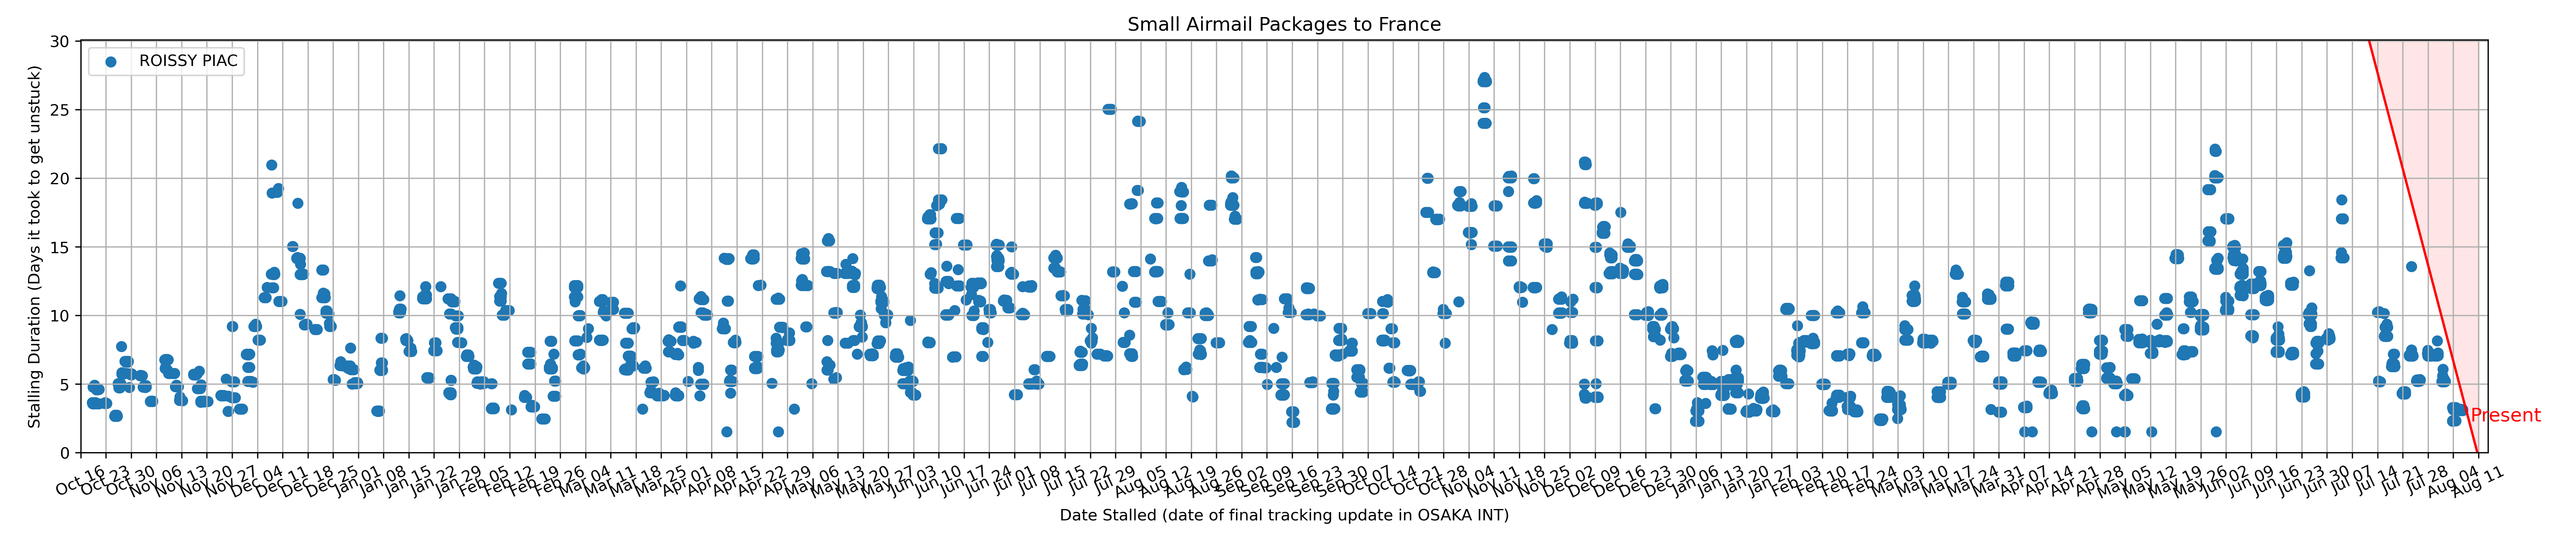 Small Airmail Packages to France
ROISSY PIAC
Stalling Duration (Days it took to get unstuck)
30
25
20
15
10
5
0
Present
Oct 16
Oct 23
Oct 30
Nov 06
Nov 13
Nov 20
Nov 27
Dec 04
Dec 11
Dec 18
Dec 25
Jan 01
Jan 08
Jan 15
Jan 22
Jan 29
Feb 05
Feb 12
Feb 19
Feb 26
Mar 04
Mar 11
Mar 18
Mar 25
Apr 01
Apr 08
Apr 15
Apr 22
Apr 29
May 06
May 13
May 20
May 27
Jun 03
Jun 10
Jun 17
Jun 24
Jul 01
Jul 08
Jul 15
Jul 22
Jul 29
Aug 05
Aug 12
Aug 19
Aug 26
Sep 02
Sep 09
Sep 16
Sep 23
Sep 30
Oct 07
Oct 14
Oct 21
Oct 28
Nov 04
Nov 11
Nov 18
Nov 25
Dec 02
Dec 09
Dec 16
Dec 23
Dec 30
Jan 06
Jan 13
Jan 20
Jan 27
Feb 03
Feb 10
Feb 17
Feb 24
Mar 03
Mar 10
Mar 17
Mar 24
Mar 31
Apr 07
Apr 14
Apr 21
Apr 28
May 05
May 12
May 19
May 26
Jun 02
Jun 09
Jun 16
Jun 23
Jun 30
Jul 07
Jul 14
Jul 21
Jul 28
Aug 04
Aug 11
Date Stalled (date of final tracking update in OSAKA INT)